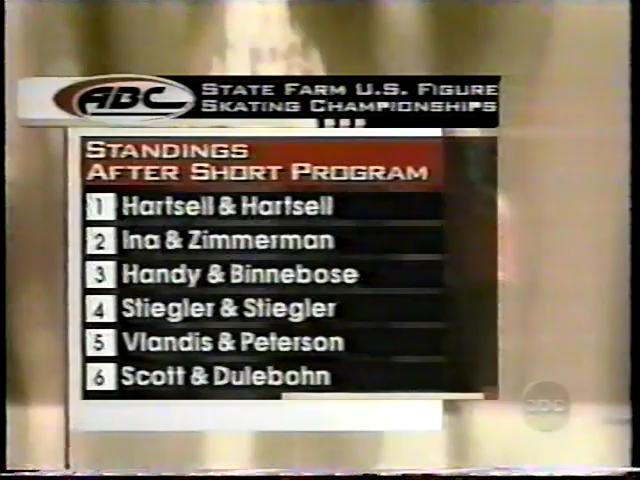 ABC
STATE FARM U.S. FIGURE
SKATING CHAMPIONSHIPS
STANDINGS
AFTER SHORT PROGRAM
1 Hartsell & Hartsell
2 Ina & Zimmerman
3 Handy & Binnebose
4 Stiegler & Stiegler
5 Vlandis & Peterson
6 Scott & Dulebohn
abc